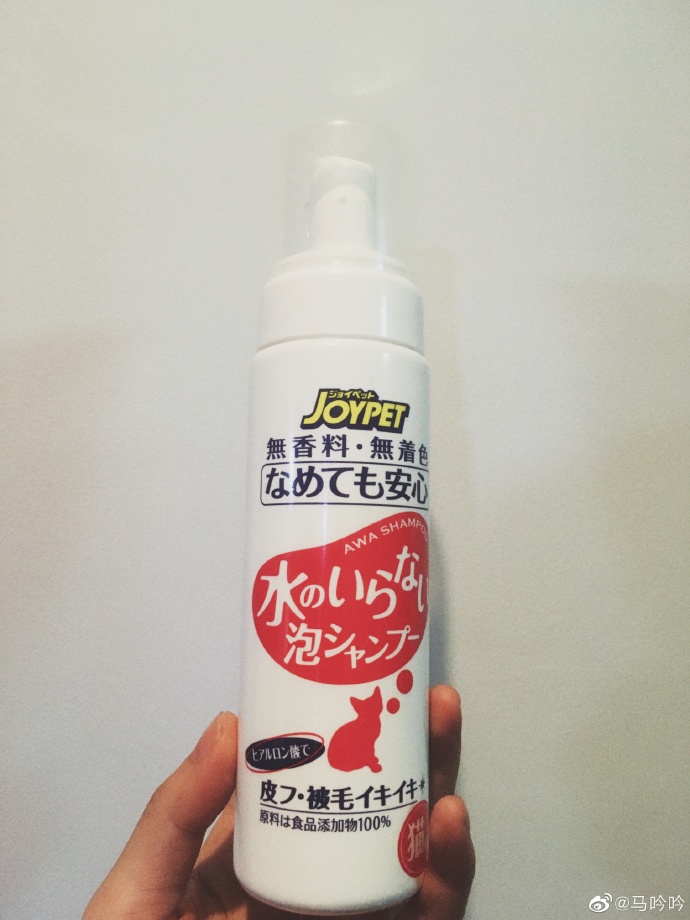 ジョイペット
JOYPET
無香料・無着色
なめても安心
AWA SHAMPOO
水のいらない
泡シャンプー
ヒアルロン酸で
皮フ・被毛イキイキ
原料は食品添加物100%
猫
@马吟吟